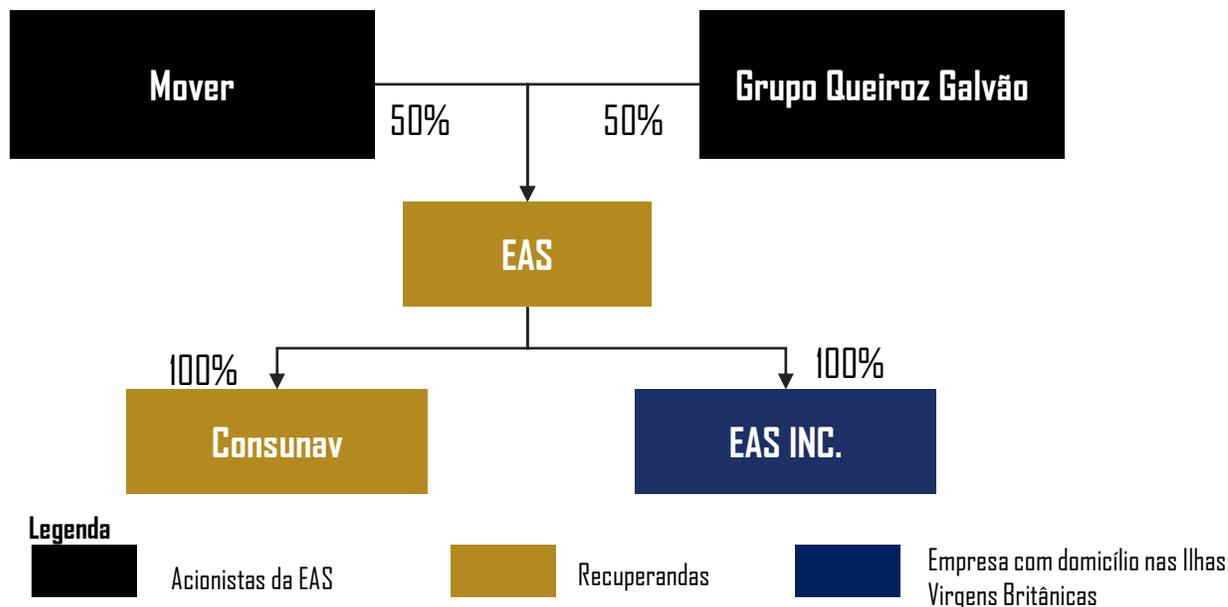 Mover
Grupo Queiroz Galvão
50%
50%
EAS
100%
100%
Consunav
EAS INC.
Legenda
Acionistas da EAS
Recuperandas
Empresa com domicílio nas Ilhas
Virgens Britânicas